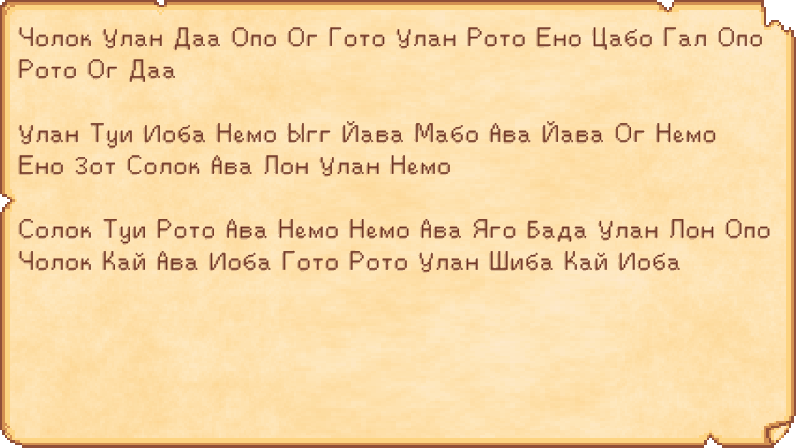 Чолок Улан Даа Опо Ог Гото Улан Рото Ено Цабо Гал Опо
Рото Ог Даа
Улан Туи Иоба Немо Ыгг Йава Мабо Ава Йава Ог Немо
Ено Зот Солок Ава Лон Улан Немо
Солок Туи Рото Ава Немо Немо Ава Яго Бада Улан Лон Опо
Чолок Кай Ава Иоба Гото Рото Улан Шиба Кай Иоба